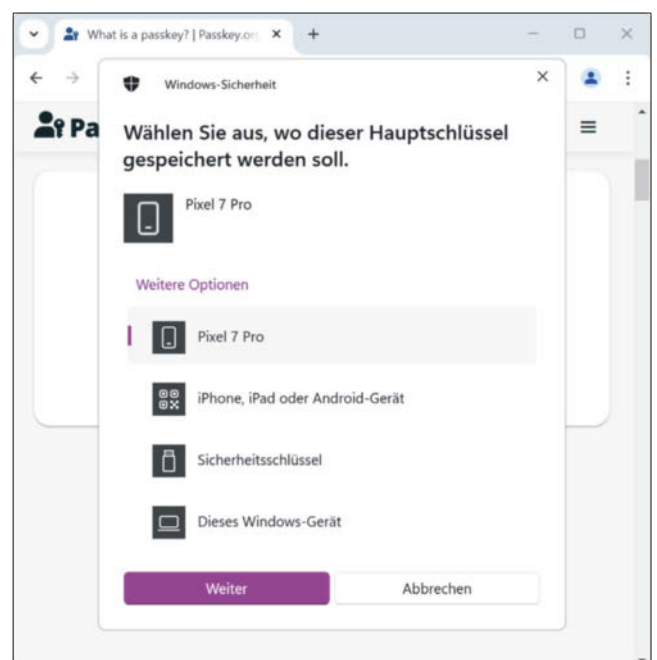 What is a passkey? | Passkey.or
Windows-Sicherheit
Pa
Wählen Sie aus, wo dieser Hauptschlüssel
gespeichert werden soll.
Pixel 7 Pro
Weitere Optionen
Pixel 7 Pro
iPhone, iPad oder Android-Gerät
Sicherheitsschlüssel
Dieses Windows-Gerät
Weiter
Abbrechen